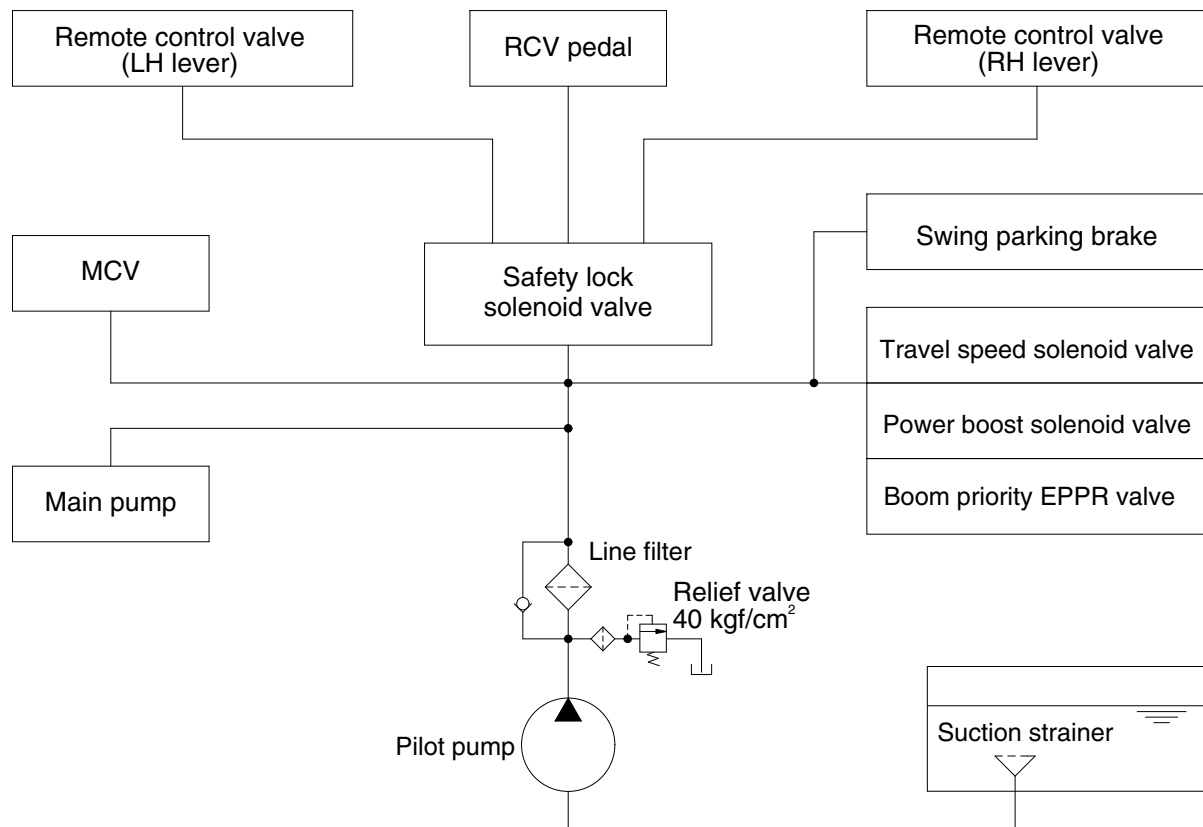 Remote control valve
(LH lever)
RCV pedal
Remote control valve
(RH lever)
Swing parking brake
MCV
Safety lock
solenoid valve
Travel speed solenoid valve
Power boost solenoid valve
Main pump
Boom priority EPPR valve
Line filter
Relief valve
40 kgf/cm²
Pilot pump
Suction strainer